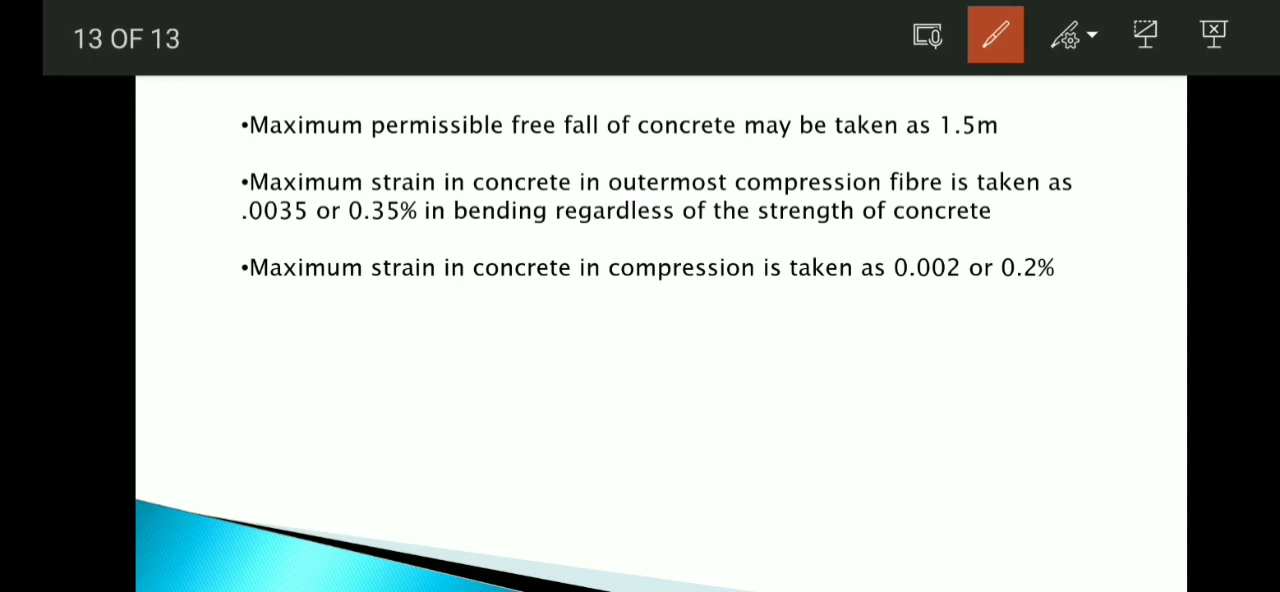 13 OF 13
•Maximum permissible free fall of concrete may be taken as 1.5m
•Maximum strain in concrete in outermost compression fibre is taken as
.0035 or 0.35% in bending regardless of the strength of concrete
•Maximum strain in concrete in compression is taken as 0.002 or 0.2%